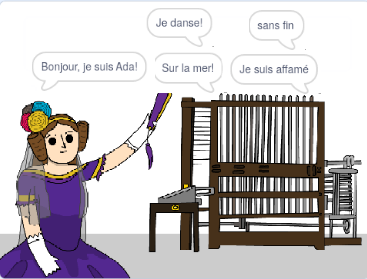 Je danse!
sans fin
Bonjour, je suis Ada!
Sur la mer!
Je suis affamé